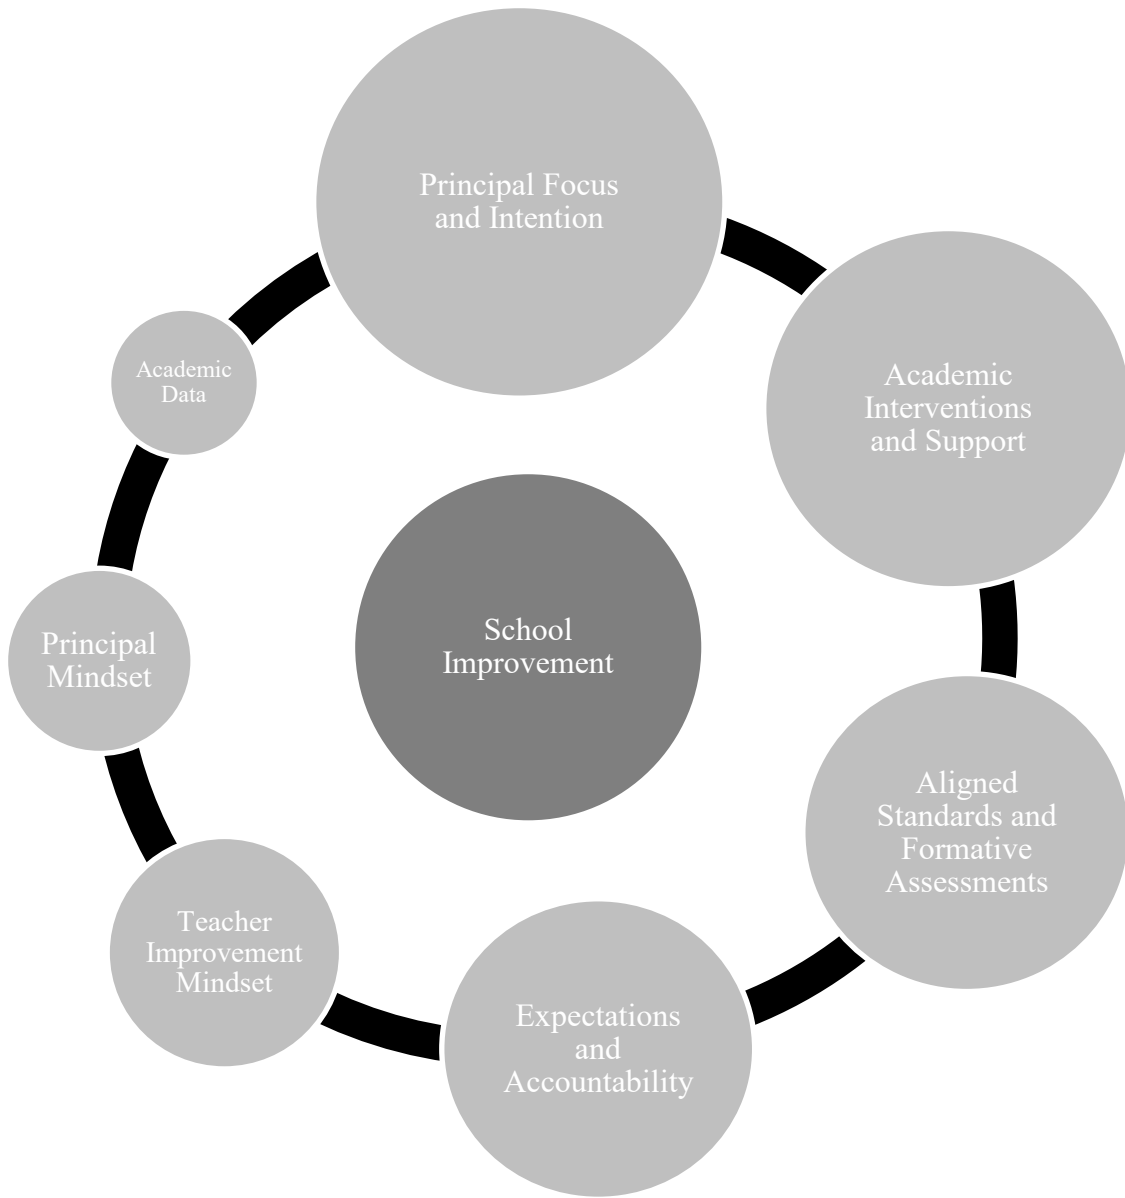 Principal Focus
and Intention
Academic
Interventions
and Support
Aligned
Standards and
Formative
Assessments
Expectations
and
Accountability
Teacher
Improvement
Mindset
Principal
Mindset
Academic
Data
School
Improvement